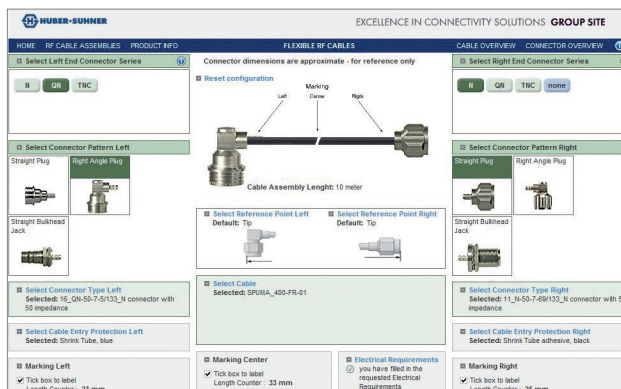 HUBER+SUHNER
EXCELLENCE IN CONNECTIVITY SOLUTIONS GROUP SITE
HOME RF CABLE ASSEMBLIES PRODUCT INFO
FLEXIBLE RF CABLES
CABLE OVERVIEW CONNECTOR OVERVIEW
Select Left End Connector Series
N QN TNC
Select Connector Pattern Left
Straight Plug
Right Angle Plug
Straight Bulkhead
Jack
Select Connector Type Left
Selected: 16_QN-50-7-5/133_N connector with
50 impedance
Select Cable Entry Protection Left
Selected: Shrink Tube, blue
Marking Left
Tick box to label
Length Counter : 33 mm
Connector dimensions are approximate - for reference only
Reset configuration
Marking
Left Center Right
Cable Assembly Lenght: 10 meter
Select Reference Point Left
Default: Tip
Select Reference Point Right
Default: Tip
Select Cable
Selected: SPUMA_400-FR-01
Marking Center
Tick box to label
Length Counter : 33 mm
Electrical Requirements
you have filled in the
requested Electrical
Requirements
Select Right End Connector Series
N QN TNC none
Select Connector Pattern Right
Straight Plug
Right Angle Plug
Straight Bulkhead
Jack
Select Connector Type Right
Selected: 11_N-50-7-69/133_N connector with 5
impedance
Select Cable Entry Protection Right
Selected: Shrink Tube adhesive, black
Marking Right
Tick box to label